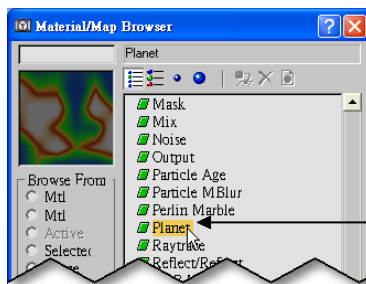 Material/Map Browser
Planet
Mask
Mix
Noise
Output
Particle Age
Particle MBlur
Perlin Marble
Planet
Raytrace
Reflect/Refract
Browse From
Mtl
Mtl
Active